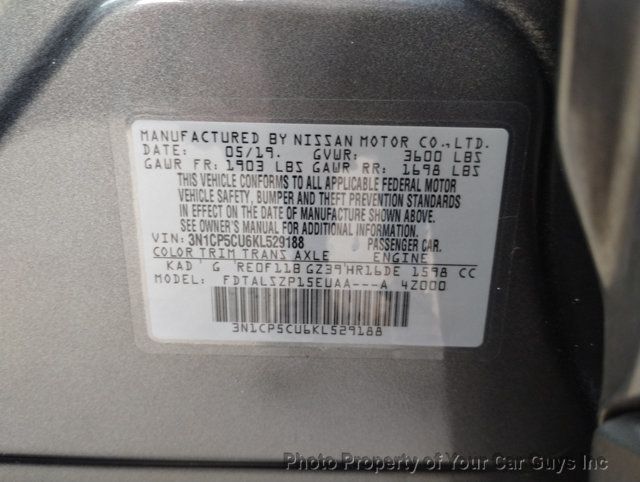 MANUFACTURED BY NISSAN MOTOR CO.,LTD.
DATE: 05/19. GVWR: 3600 LBS
GAWR FR: 1903 LBS GAWR RR: 1698 LBS
THIS VEHICLE CONFORMS TO ALL APPLICABLE FEDERAL MOTOR
VEHICLE SAFETY, BUMPER AND THEFT PREVENTION STANDARDS
IN EFFECT ON THE DATE OF MANUFACTURE SHOWN ABOVE.
SEE OWNER'S MANUAL FOR ADDITIONAL INFORMATION.
VIN: 3N1CP5CU6KL529188 PASSENGER CAR.
COLOR TRIM TRANS AXLE ENGINE
KAD G RE0F11B GZ39 HR16DE 1598 CC
MODEL FDTALSZP15EUAA---A 4Z000
3N1CP5CU6KL529188
Photo Property of Your Car Guys Inc